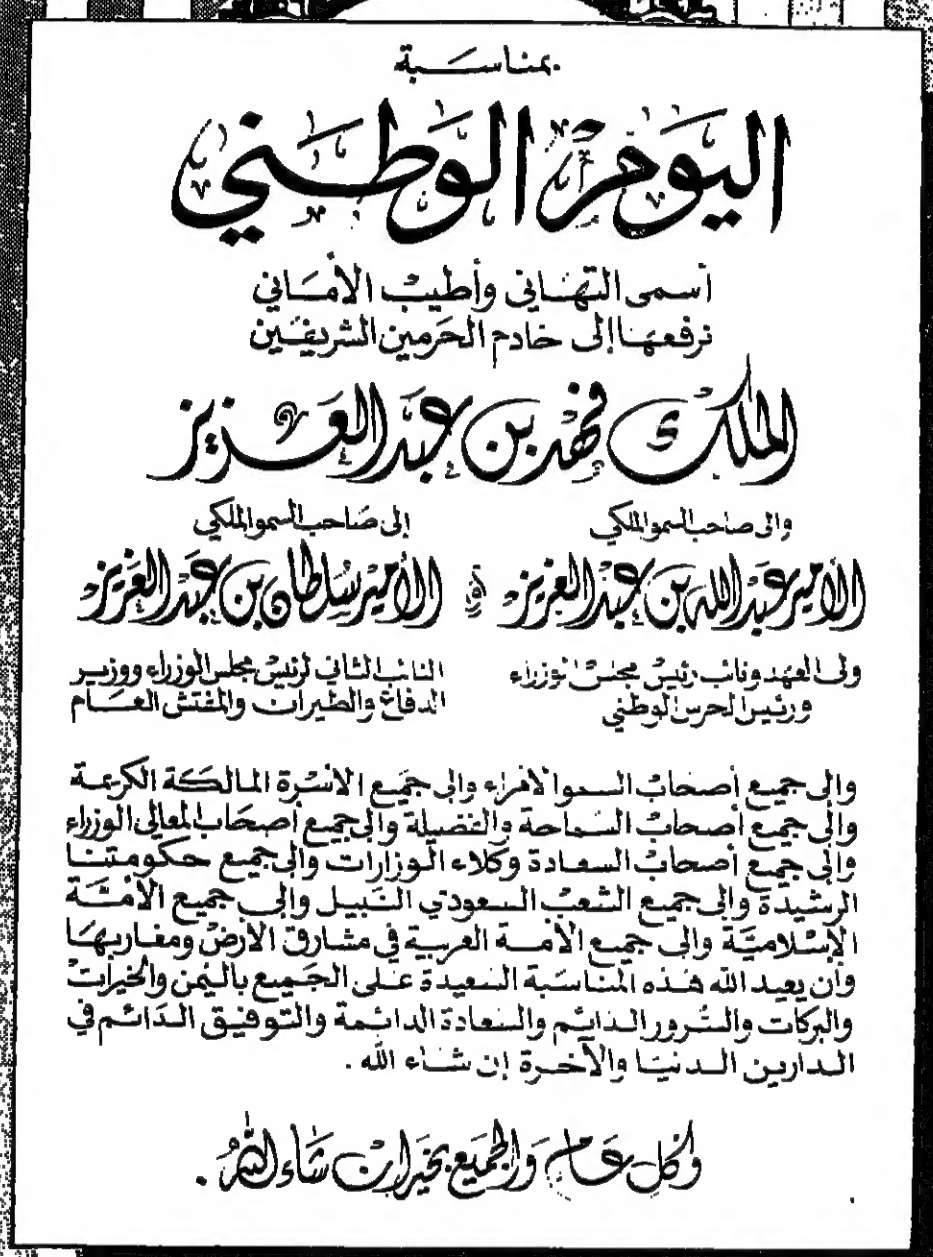 بمناسبة
اليوم الوطني
أسمى التهاني وأطيب الأماني
نرفعها إلى خادم الحرمين الشريفين
الملك فهد بن عبد العزيز
والى صاحب السمو الملكي
الأمير عبد الله بن عبد العزيز
ولى العهد ونائب رئيس مجلس الوزراء
ورئيس الحرس الوطني
إلى صاحب السمو الملكي
الأمير سلطان بن عبد العزيز
النائب الثاني لرئيس مجلس الوزراء ووزير
الدفاع والطيران والمفتش العام
والى جميع أصحاب السمو الأمراء والى جميع الأسرة المالكة الكريمة
والى جميع أصحاب السماحة والفضيلة والى جميع أصحاب المعالي الوزراء
والى جميع أصحاب السعادة وكلاء الوزارات والى جميع حكومتنا
الرشيدة والى جميع الشعب السعودي النبيل والى جميع الأمة
الإسلامية والى جميع الأمة العربية في مشارق الأرض ومغاربها
وأن يعيد الله هذه المناسبة السعيدة على الجميع باليمن والخيرات
والبركات والسرور الدائم والسعادة الدائمة والتوفيق الدائم في
الدارين الدنيا والآخرة إن شاء الله .
وكل عام والجميع بخير ان شاء الله .